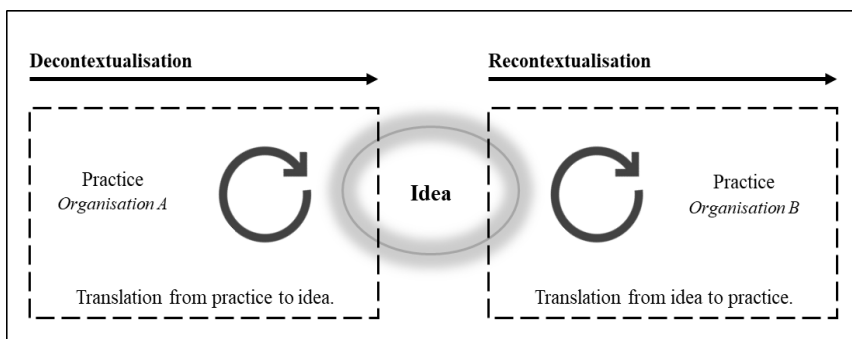 Decontextualisation
Recontextualisation
Practice
Organisation A
Idea
Practice
Organisation B
Translation from practice to idea.
Translation from idea to practice.